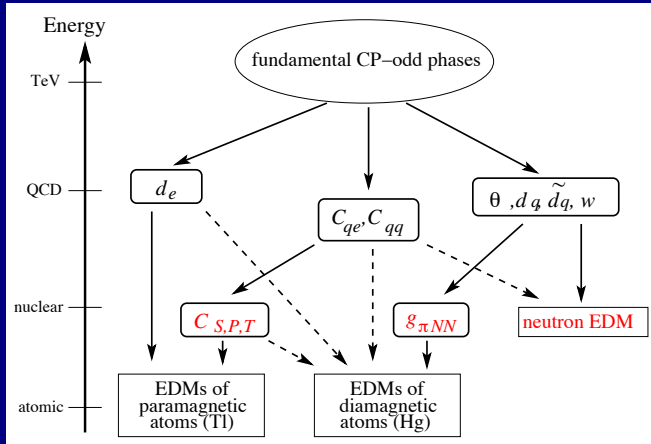 Energy
fundamental CP−odd phases
TeV
QCD
d_e
C_qe, C_qq
θ , d_q, d̃_q, w
nuclear
C_S,P,T
g_πNN
neutron EDM
EDMs of
paramagnetic
atoms (Tl)
EDMs of
diamagnetic
atoms (Hg)
atomic